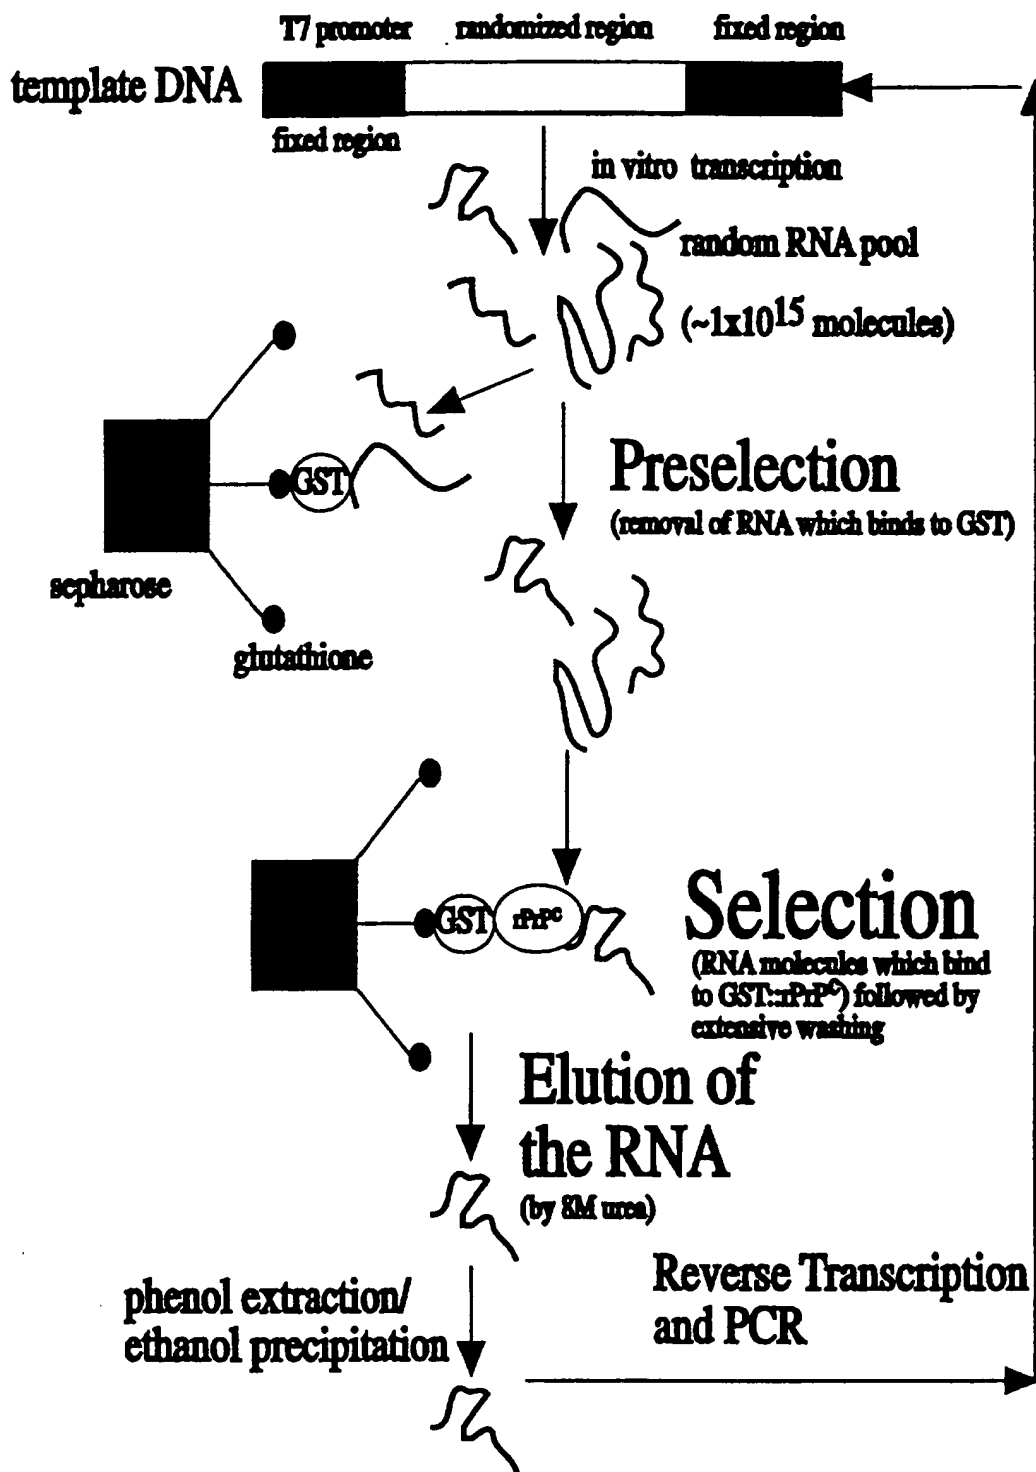 T7 promoter randomized region fixed region
template DNA
fixed region
in vitro transcription
random RNA pool
(~1x10¹⁵ molecules)
GST
Preselection
(removal of RNA which binds to GST)
sepharose
glutathione
GST
rPrPᶜ
Selection
(RNA molecules which bind
to GST::rPrPᶜ) followed by
extensive washing
Elution of
the RNA
(by 8M urea)
phenol extraction/
ethanol precipitation
Reverse Transcription
and PCR